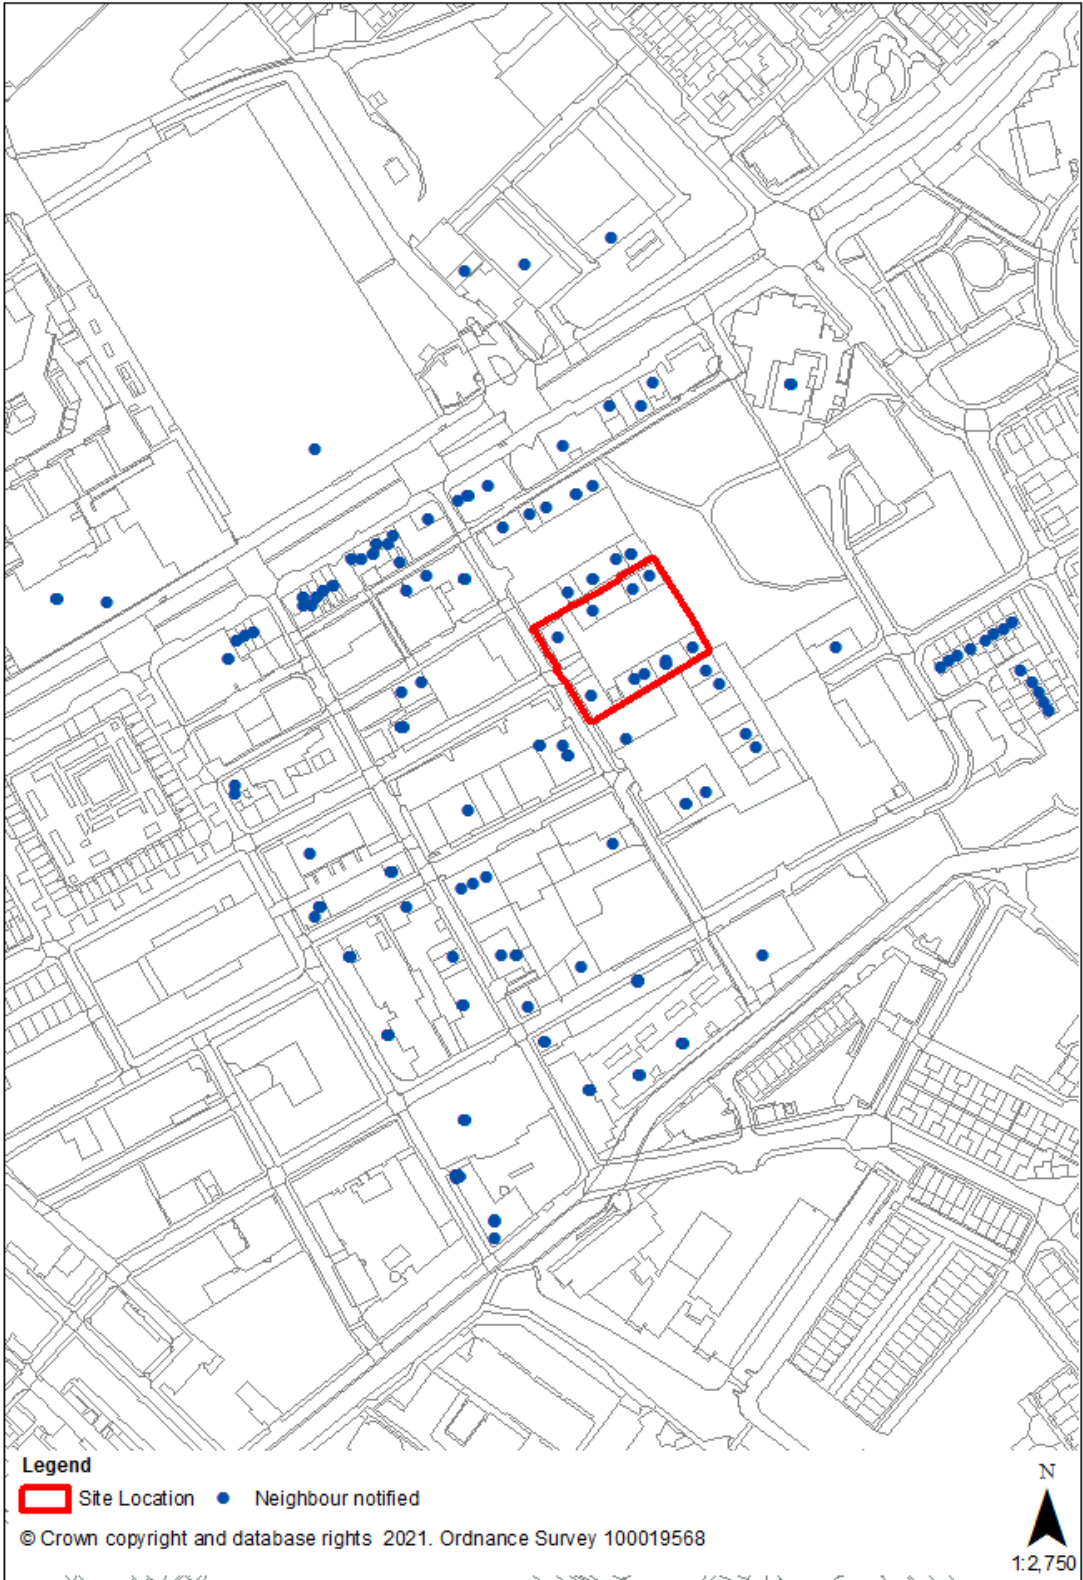 Legend
Site Location
Neighbour notified
© Crown copyright and database rights 2021. Ordnance Survey 100019568
N
1:2,750